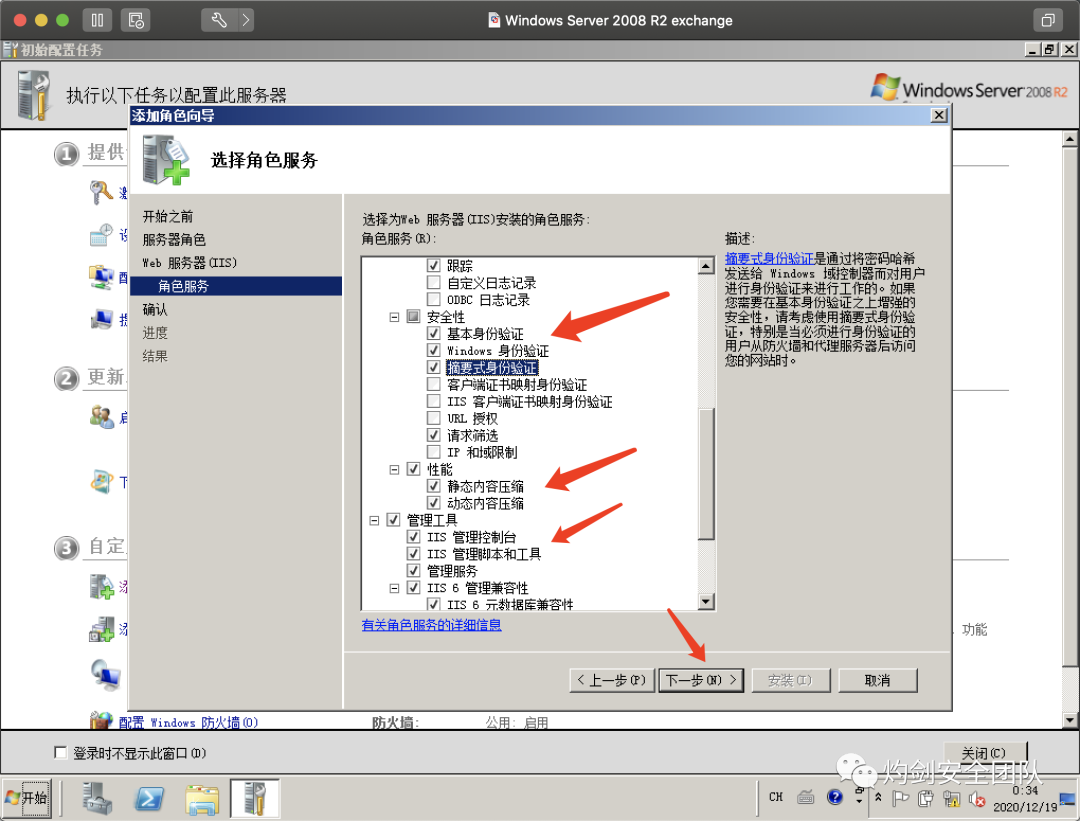 Windows Server 2008 R2 exchange
初始配置任务
执行以下任务以配置此服务器
Windows Server 2008 R2
添加角色向导
选择角色服务
1 提供
2 更新
3 自定
开始之前
服务器角色
Web 服务器(IIS)
角色服务
确认
进度
结果
选择为Web 服务器(IIS)安装的角色服务:
角色服务(R):
跟踪
自定义日志记录
ODBC 日志记录
安全性
基本身份验证
Windows 身份验证
摘要式身份验证
客户端证书映射身份验证
IIS 客户端证书映射身份验证
URL 授权
请求筛选
IP 和域限制
性能
静态内容压缩
动态内容压缩
管理工具
IIS 管理控制台
IIS 管理脚本和工具
管理服务
IIS 6 管理兼容性
IIS 6 元数据库兼容性
有关角色服务的详细信息
描述:
摘要式身份验证是通过将密码哈希
发送给 Windows 域控制器而对用户
进行身份验证来进行工作的。如果
您需要在基本身份验证之上增强的
安全性，请考虑使用摘要式身份验
证，特别是当必须进行身份验证的
用户从防火墙和代理服务器后访问
您的网站时。
功能
< 上一步(P)
下一步(N) >
安装(I)
取消
配置 Windows 防火墙(O)
防火墙:
公用: 启用
登录时不显示此窗口(D)
关闭(C)
灼剑安全团队
开始
CH
0:34
2020/12/19